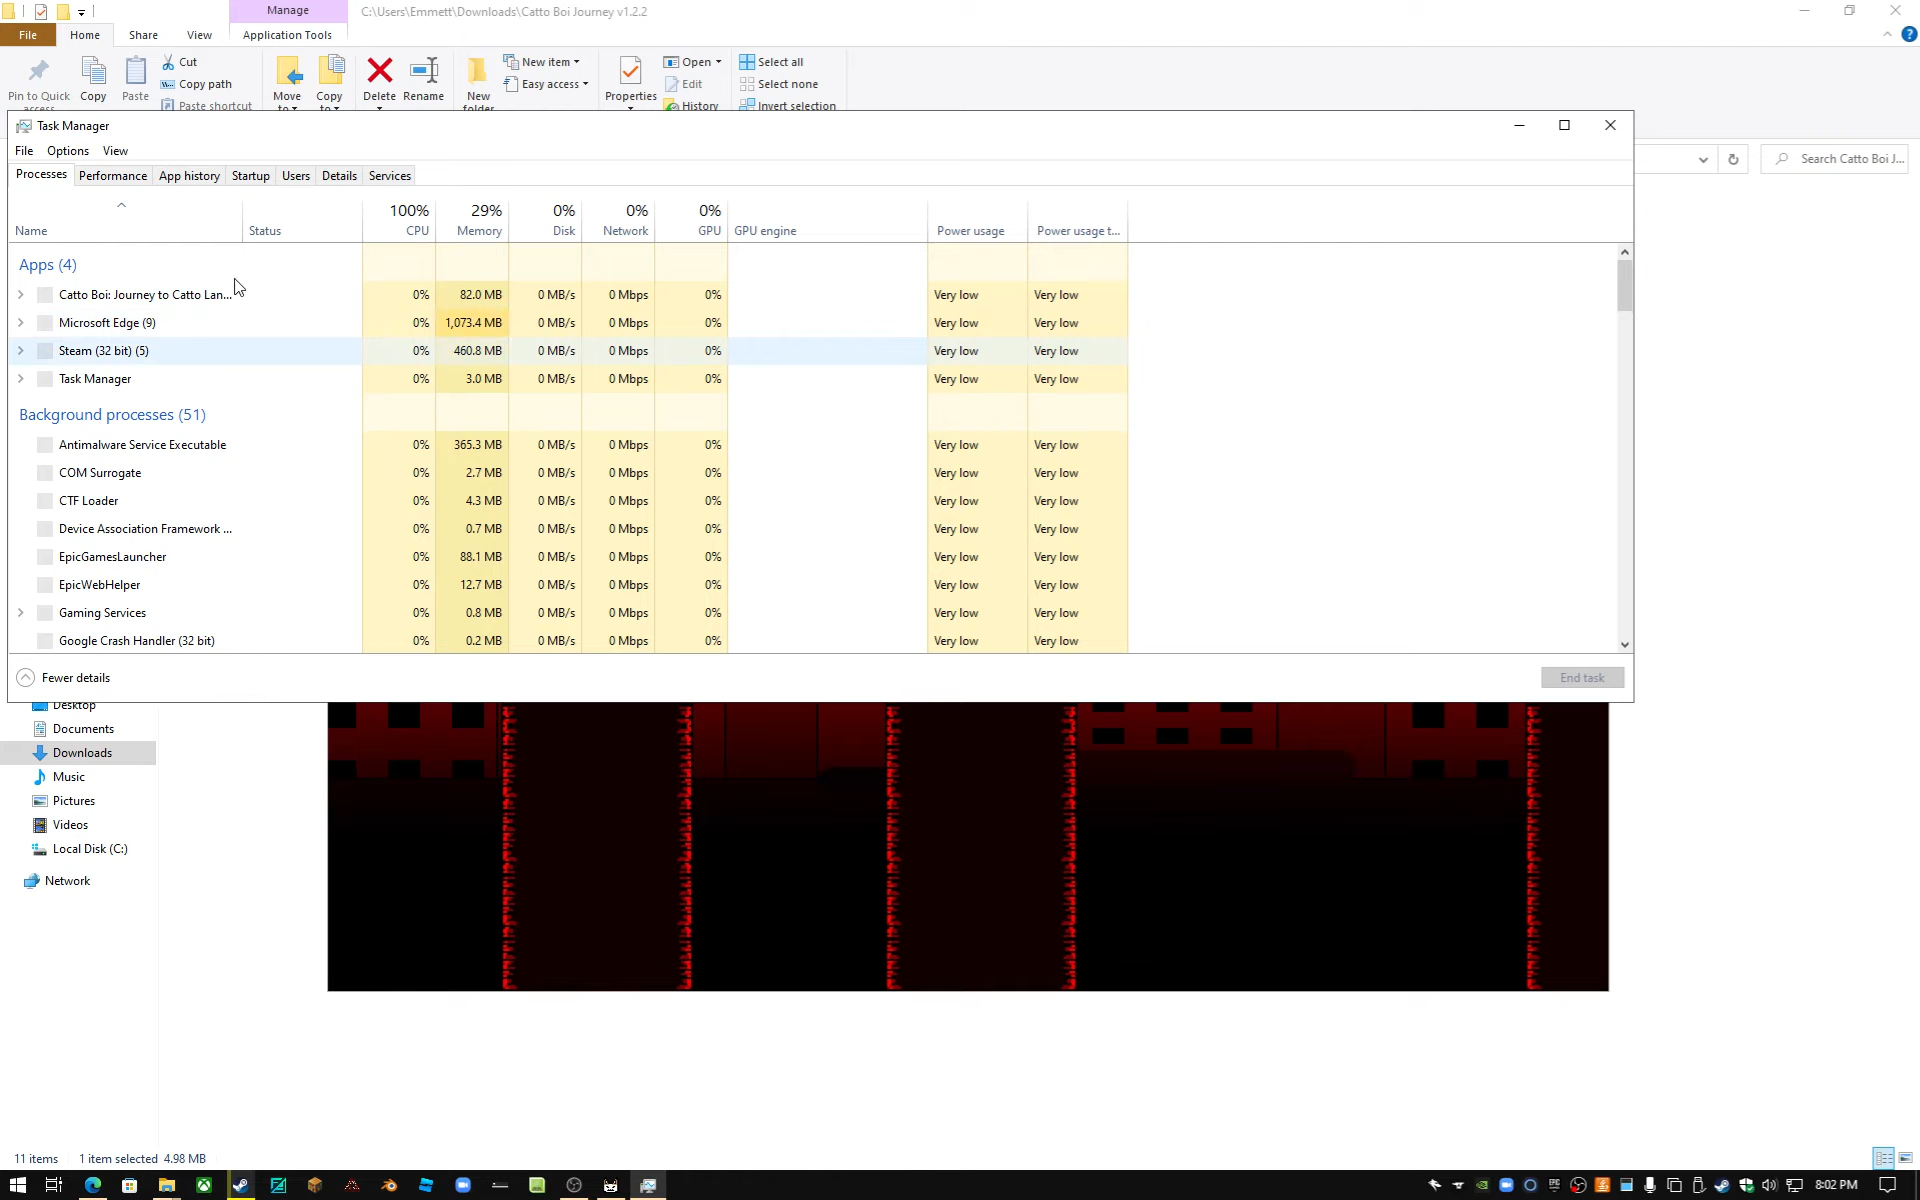 Manage
C:\Users\Emmett\Downloads\Catto Boi Journey v1.2.2
File Home Share View Application Tools
Pin to Quick access
Copy
Paste
Cut
Copy path
Paste shortcut
Move to
Copy to
Delete
Rename
New folder
New item
Easy access
Properties
Open
Edit
History
Select all
Select none
Invert selection
Search Catto Boi J...
Task Manager
File Options View
Processes Performance App history Startup Users Details Services
100% 29% 0% 0% 0%
Name Status CPU Memory Disk Network GPU GPU engine Power usage Power usage t...
Apps (4)
Catto Boi: Journey to Catto Lan... 0% 82.0 MB 0 MB/s 0 Mbps 0% Very low Very low
Microsoft Edge (9) 0% 1,073.4 MB 0 MB/s 0 Mbps 0% Very low Very low
Steam (32 bit) (5) 0% 460.8 MB 0 MB/s 0 Mbps 0% Very low Very low
Task Manager 0% 3.0 MB 0 MB/s 0 Mbps 0% Very low Very low
Background processes (51)
Antimalware Service Executable 0% 365.3 MB 0 MB/s 0 Mbps 0% Very low Very low
COM Surrogate 0% 2.7 MB 0 MB/s 0 Mbps 0% Very low Very low
CTF Loader 0% 4.3 MB 0 MB/s 0 Mbps 0% Very low Very low
Device Association Framework ... 0% 0.7 MB 0 MB/s 0 Mbps 0% Very low Very low
EpicGamesLauncher 0% 88.1 MB 0 MB/s 0 Mbps 0% Very low Very low
EpicWebHelper 0% 12.7 MB 0 MB/s 0 Mbps 0% Very low Very low
Gaming Services 0% 0.8 MB 0 MB/s 0 Mbps 0% Very low Very low
Google Crash Handler (32 bit) 0% 0.2 MB 0 MB/s 0 Mbps 0% Very low Very low
Fewer details End task
Desktop
Documents
Downloads
Music
Pictures
Videos
Local Disk (C:)
Network
11 items 1 item selected 4.98 MB
8:02 PM